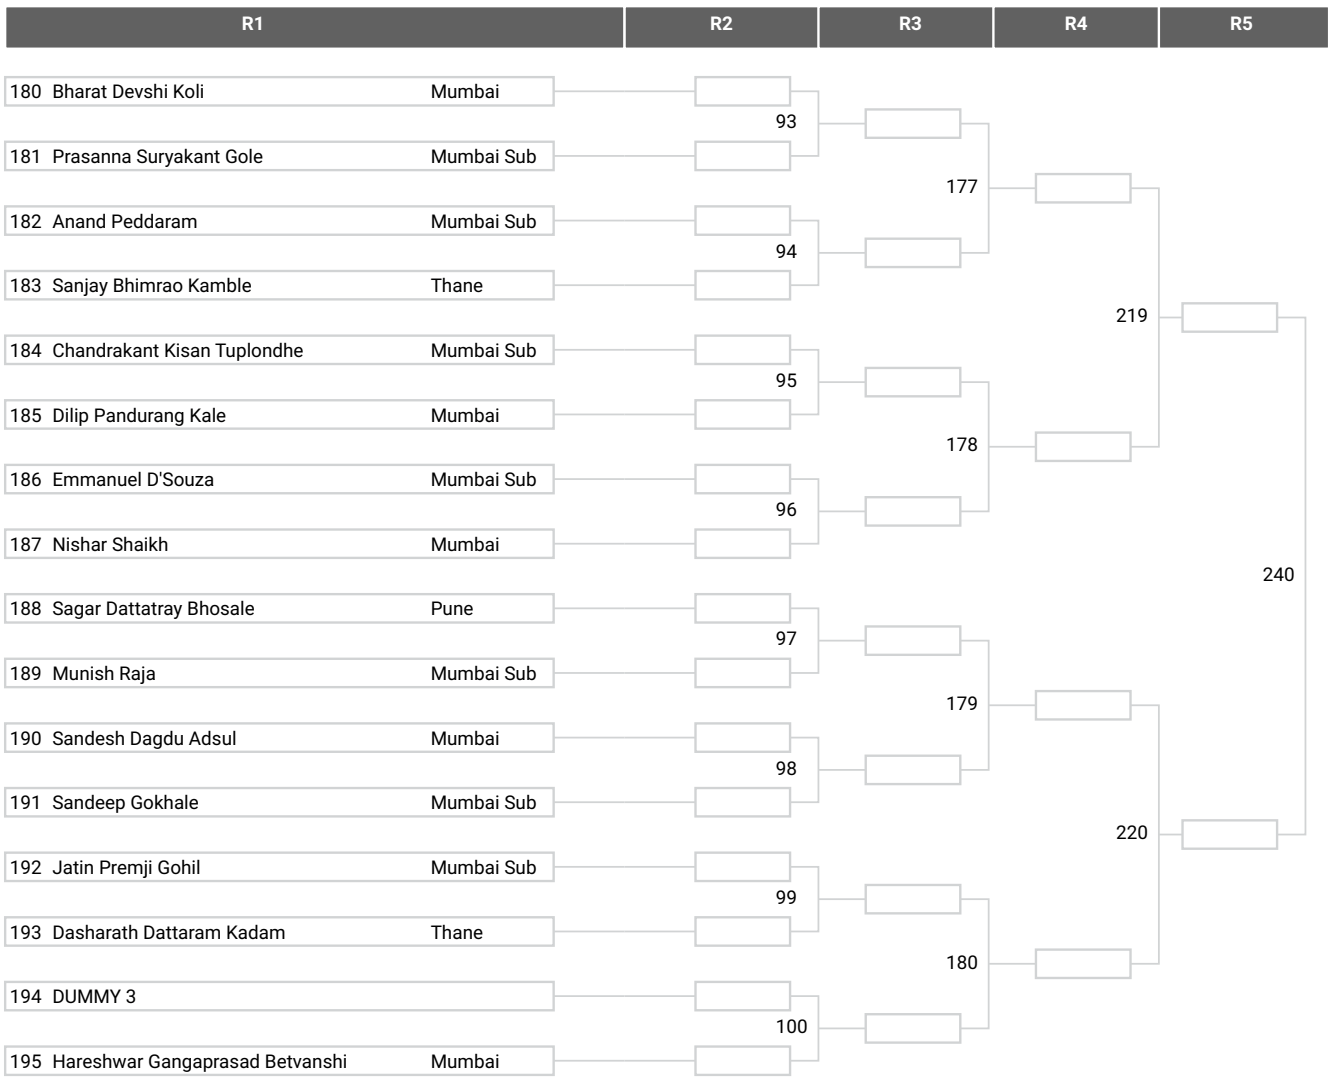 R1 R2 R3 R4 R5
180 Bharat Devshi Koli Mumbai
93
181 Prasanna Suryakant Gole Mumbai Sub
177
182 Anand Peddaram Mumbai Sub
94
183 Sanjay Bhimrao Kamble Thane
219
184 Chandrakant Kisan Tuplondhe Mumbai Sub
95
185 Dilip Pandurang Kale Mumbai
178
186 Emmanuel D'Souza Mumbai Sub
96
187 Nishar Shaikh Mumbai
240
188 Sagar Dattatray Bhosale Pune
97
189 Munish Raja Mumbai Sub
179
190 Sandesh Dagdu Adsul Mumbai
98
191 Sandeep Gokhale Mumbai Sub
220
192 Jatin Premji Gohil Mumbai Sub
99
193 Dasharath Dattaram Kadam Thane
180
194 DUMMY 3
100
195 Hareshwar Gangaprasad Betvanshi Mumbai